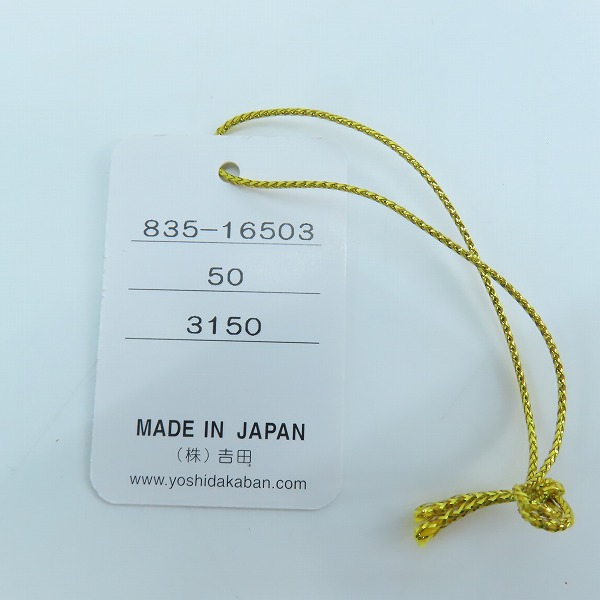 835-16503
50
3150
MADE IN JAPAN
(株)吉田
www.yoshidakaban.com